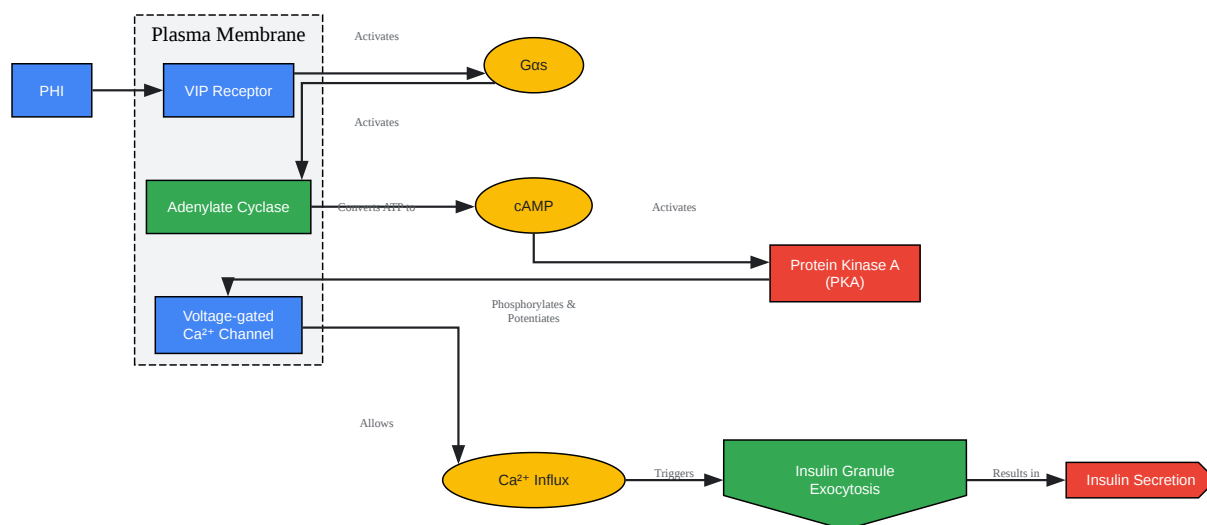 Plasma Membrane
Activates
PHI
VIP Receptor
Gαs
Activates
Adenylate Cyclase
Converts ATP to
cAMP
Activates
Protein Kinase A
(PKA)
Phosphorylates &
Potentiates
Voltage-gated
Ca²⁺ Channel
Allows
Ca²⁺ Influx
Triggers
Insulin Granule
Exocytosis
Results in
Insulin Secretion